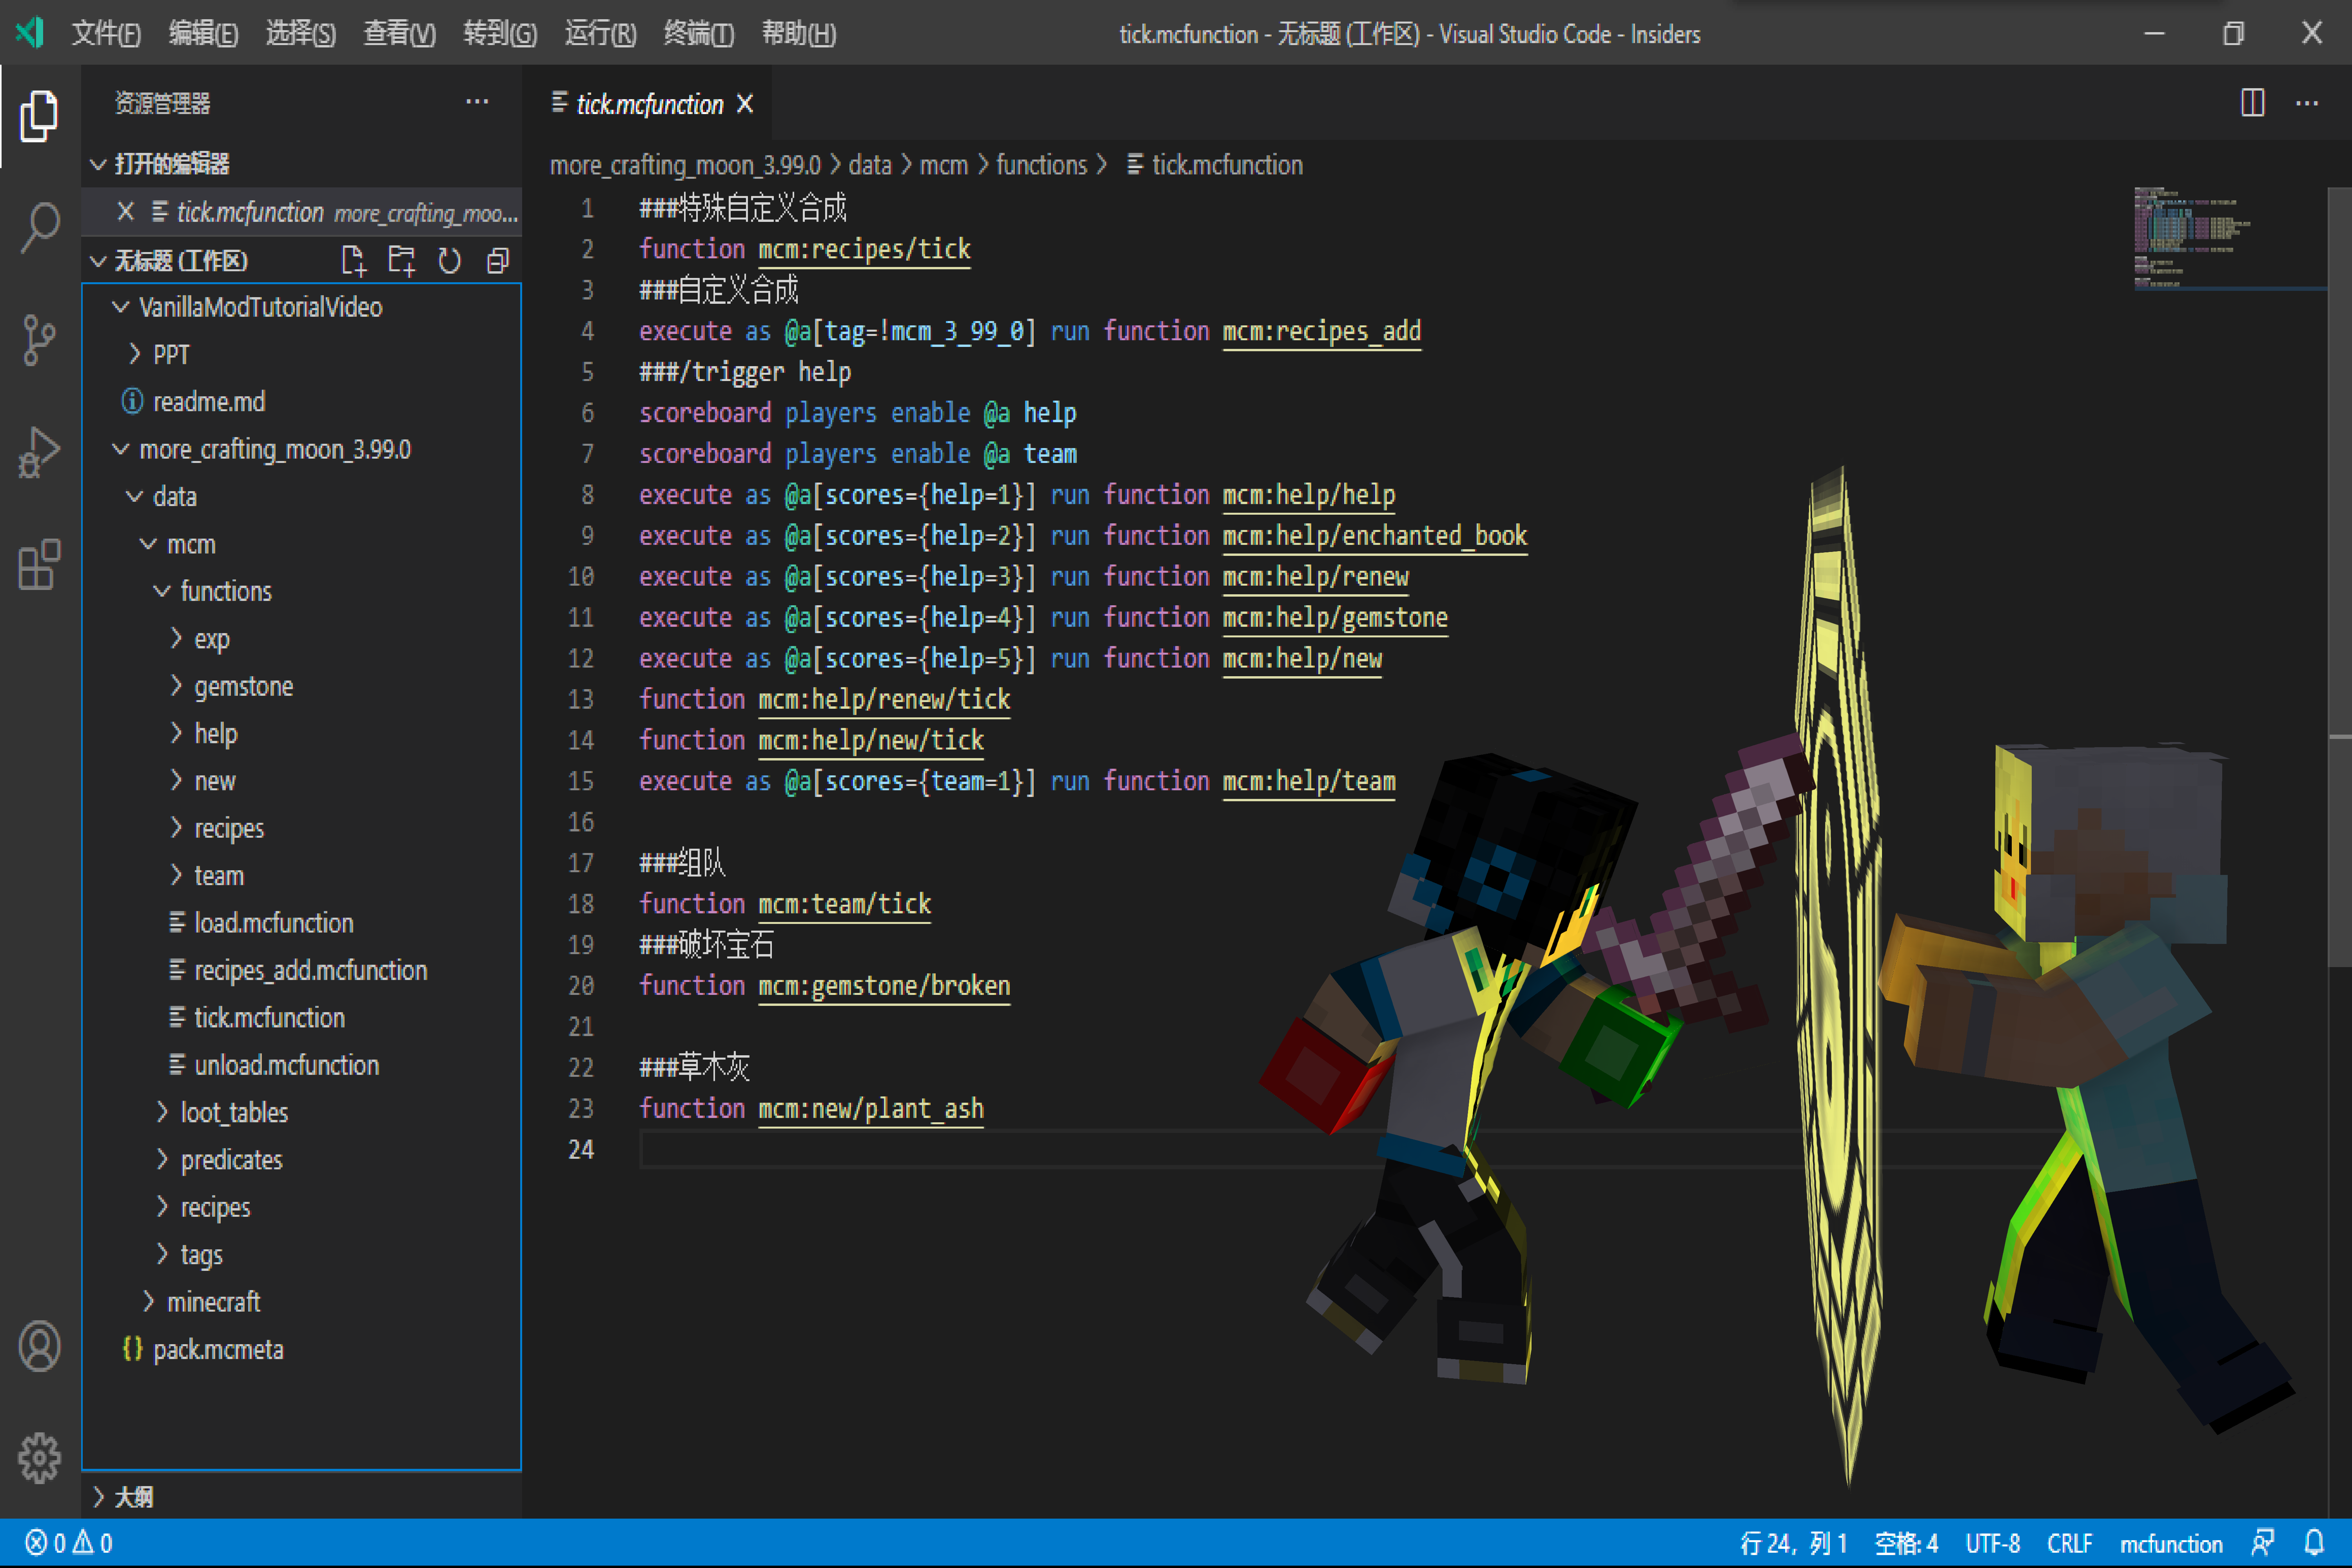 文件(F) 编辑(E) 选择(S) 查看(V) 转到(G) 运行(R) 终端(T) 帮助(H) tick.mcfunction - 无标题 (工作区) - Visual Studio Code - Insiders
资源管理器
打开的编辑器
tick.mcfunction more_crafting_moo...
无标题 (工作区)
VanillaModTutorialVideo
PPT
readme.md
more_crafting_moon_3.99.0
data
mcm
functions
exp
gemstone
help
new
recipes
team
load.mcfunction
recipes_add.mcfunction
tick.mcfunction
unload.mcfunction
loot_tables
predicates
recipes
tags
minecraft
{} pack.mcmeta
大纲
tick.mcfunction
more_crafting_moon_3.99.0 > data > mcm > functions > tick.mcfunction
1 ###特殊自定义合成
2 function mcm:recipes/tick
3 ###自定义合成
4 execute as @a[tag=!mcm_3_99_0] run function mcm:recipes_add
5 ###/trigger help
6 scoreboard players enable @a help
7 scoreboard players enable @a team
8 execute as @a[scores={help=1}] run function mcm:help/help
9 execute as @a[scores={help=2}] run function mcm:help/enchanted_book
10 execute as @a[scores={help=3}] run function mcm:help/renew
11 execute as @a[scores={help=4}] run function mcm:help/gemstone
12 execute as @a[scores={help=5}] run function mcm:help/new
13 function mcm:help/renew/tick
14 function mcm:help/new/tick
15 execute as @a[scores={team=1}] run function mcm:help/team
16
17 ###组队
18 function mcm:team/tick
19 ###破坏宝石
20 function mcm:gemstone/broken
21
22 ###草木灰
23 function mcm:new/plant_ash
24
0 0 行 24, 列 1 空格: 4 UTF-8 CRLF mcfunction